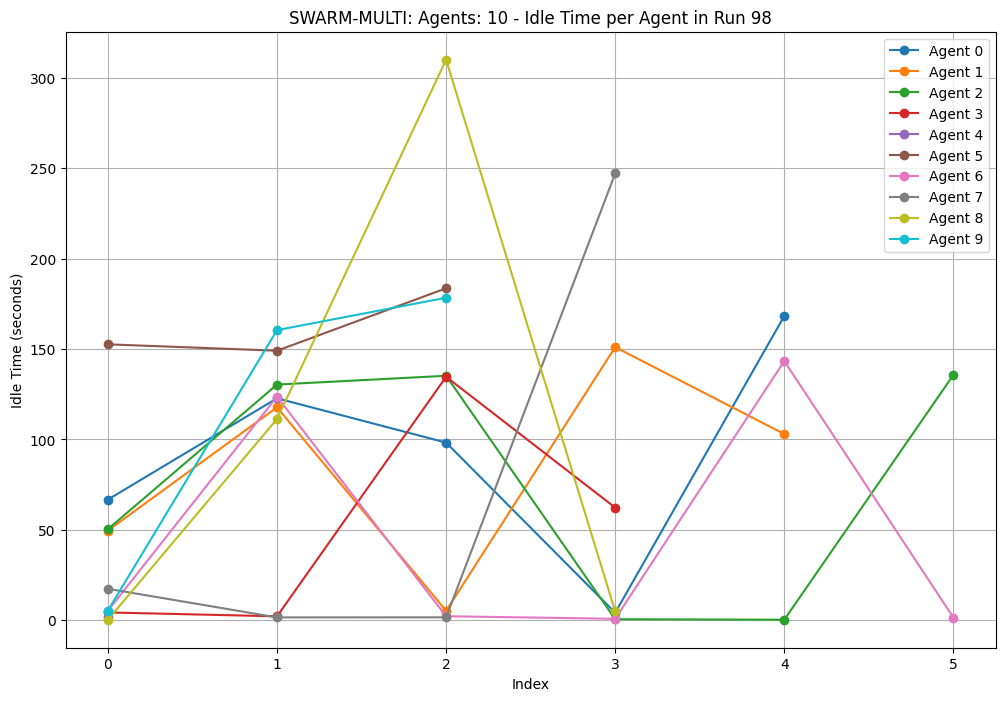 SWARM-MULTI: Agents: 10 - Idle Time per Agent in Run 98
Idle Time (seconds)
300
250
200
150
100
50
0
0 1 2 3 4 5
Index
Agent 0
Agent 1
Agent 2
Agent 3
Agent 4
Agent 5
Agent 6
Agent 7
Agent 8
Agent 9